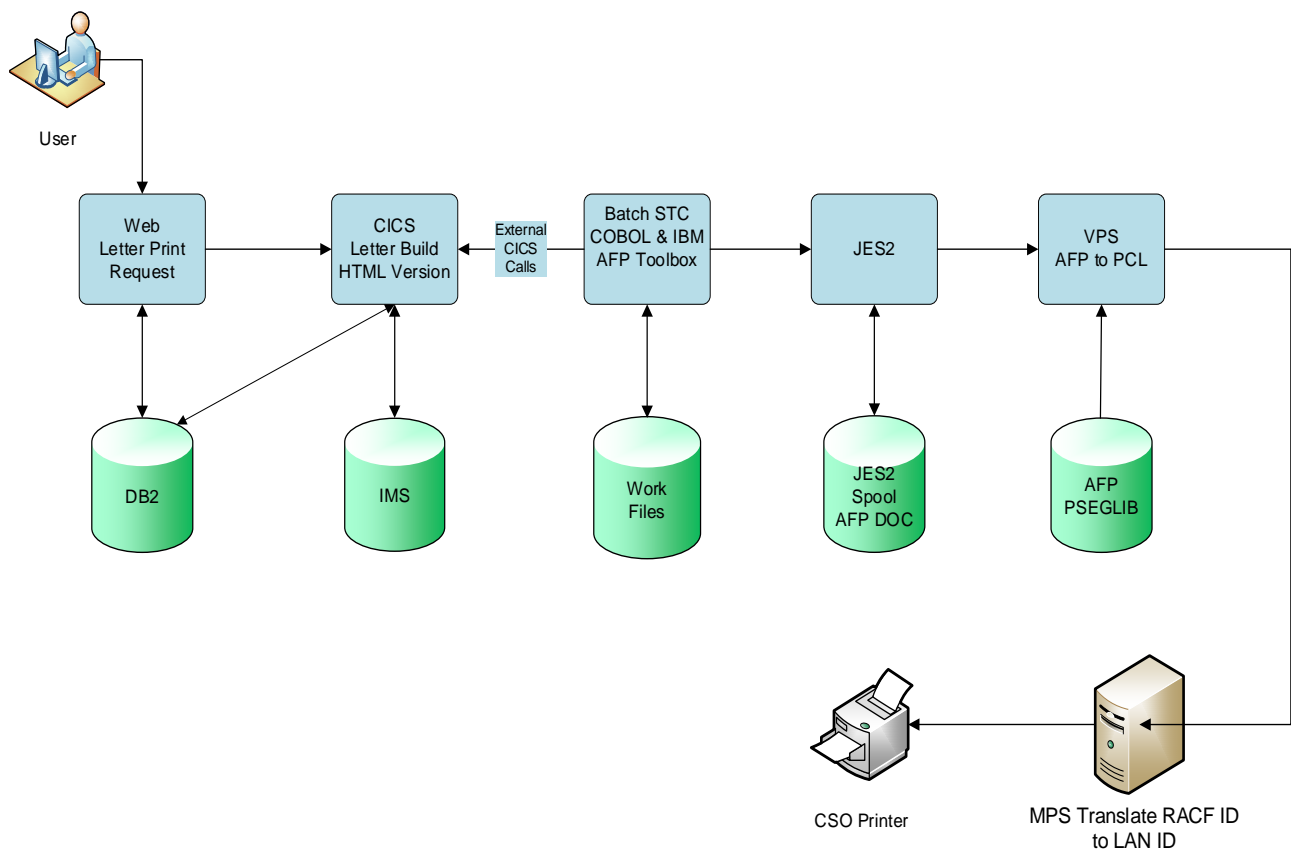 User
Web
Letter Print
Request
CICS
Letter Build
HTML Version
External
CICS
Calls
Batch STC
COBOL & IBM
AFP Toolbox
JES2
VPS
AFP to PCL
DB2
IMS
Work
Files
JES2
Spool
AFP DOC
AFP
PSEGLIB
CSO Printer
MPS Translate RACF ID
to LAN ID